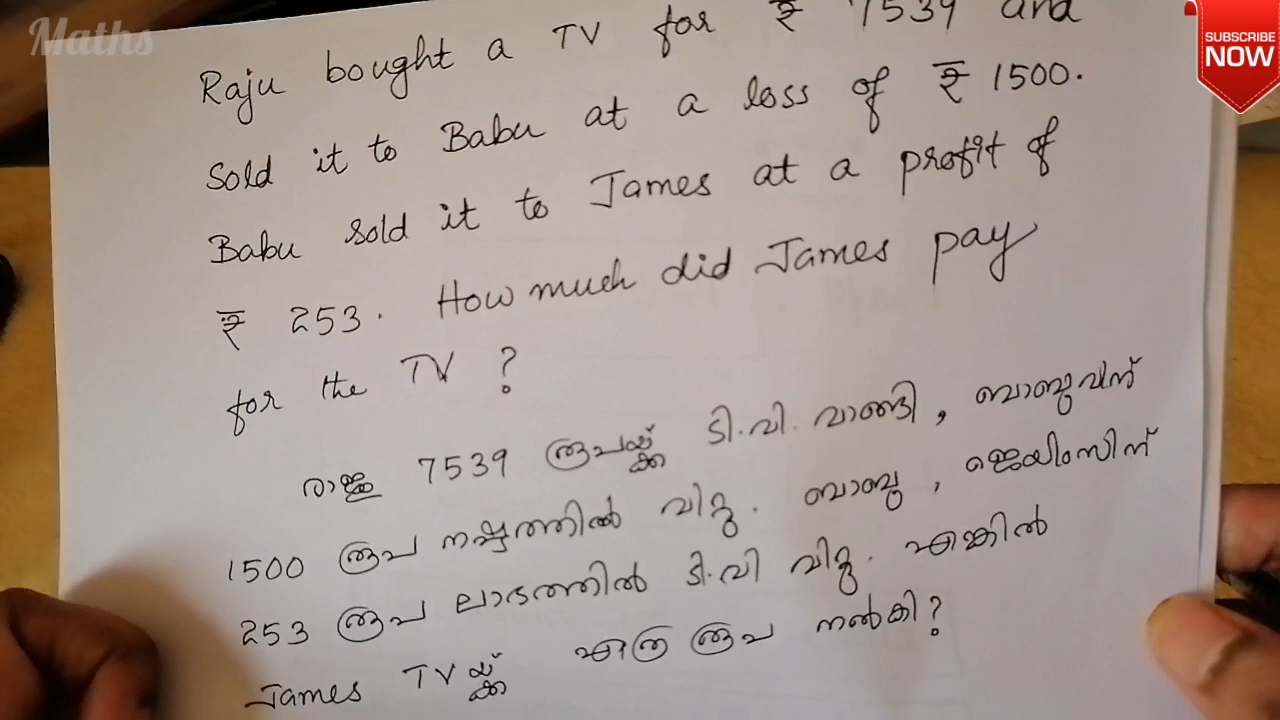 Maths
SUBSCRIBE
NOW
Raju bought a TV for ₹ 7539 and
Sold it to Babu at a loss of ₹ 1500.
Babu sold it to James at a profit of
₹ 253. How much did James pay
for the TV ?
രാജു 7539 രൂപയ്ക്ക് ടി.വി. വാങ്ങി, ബാബുവിന്
1500 രൂപ നഷ്ടത്തിൽ വിറ്റു. ബാബു, ജെയിംസിന്
253 രൂപ ലാഭത്തിൽ ടി.വി വിറ്റു. എങ്കിൽ
James TVയ്ക്ക് എത്ര രൂപ നൽകി?